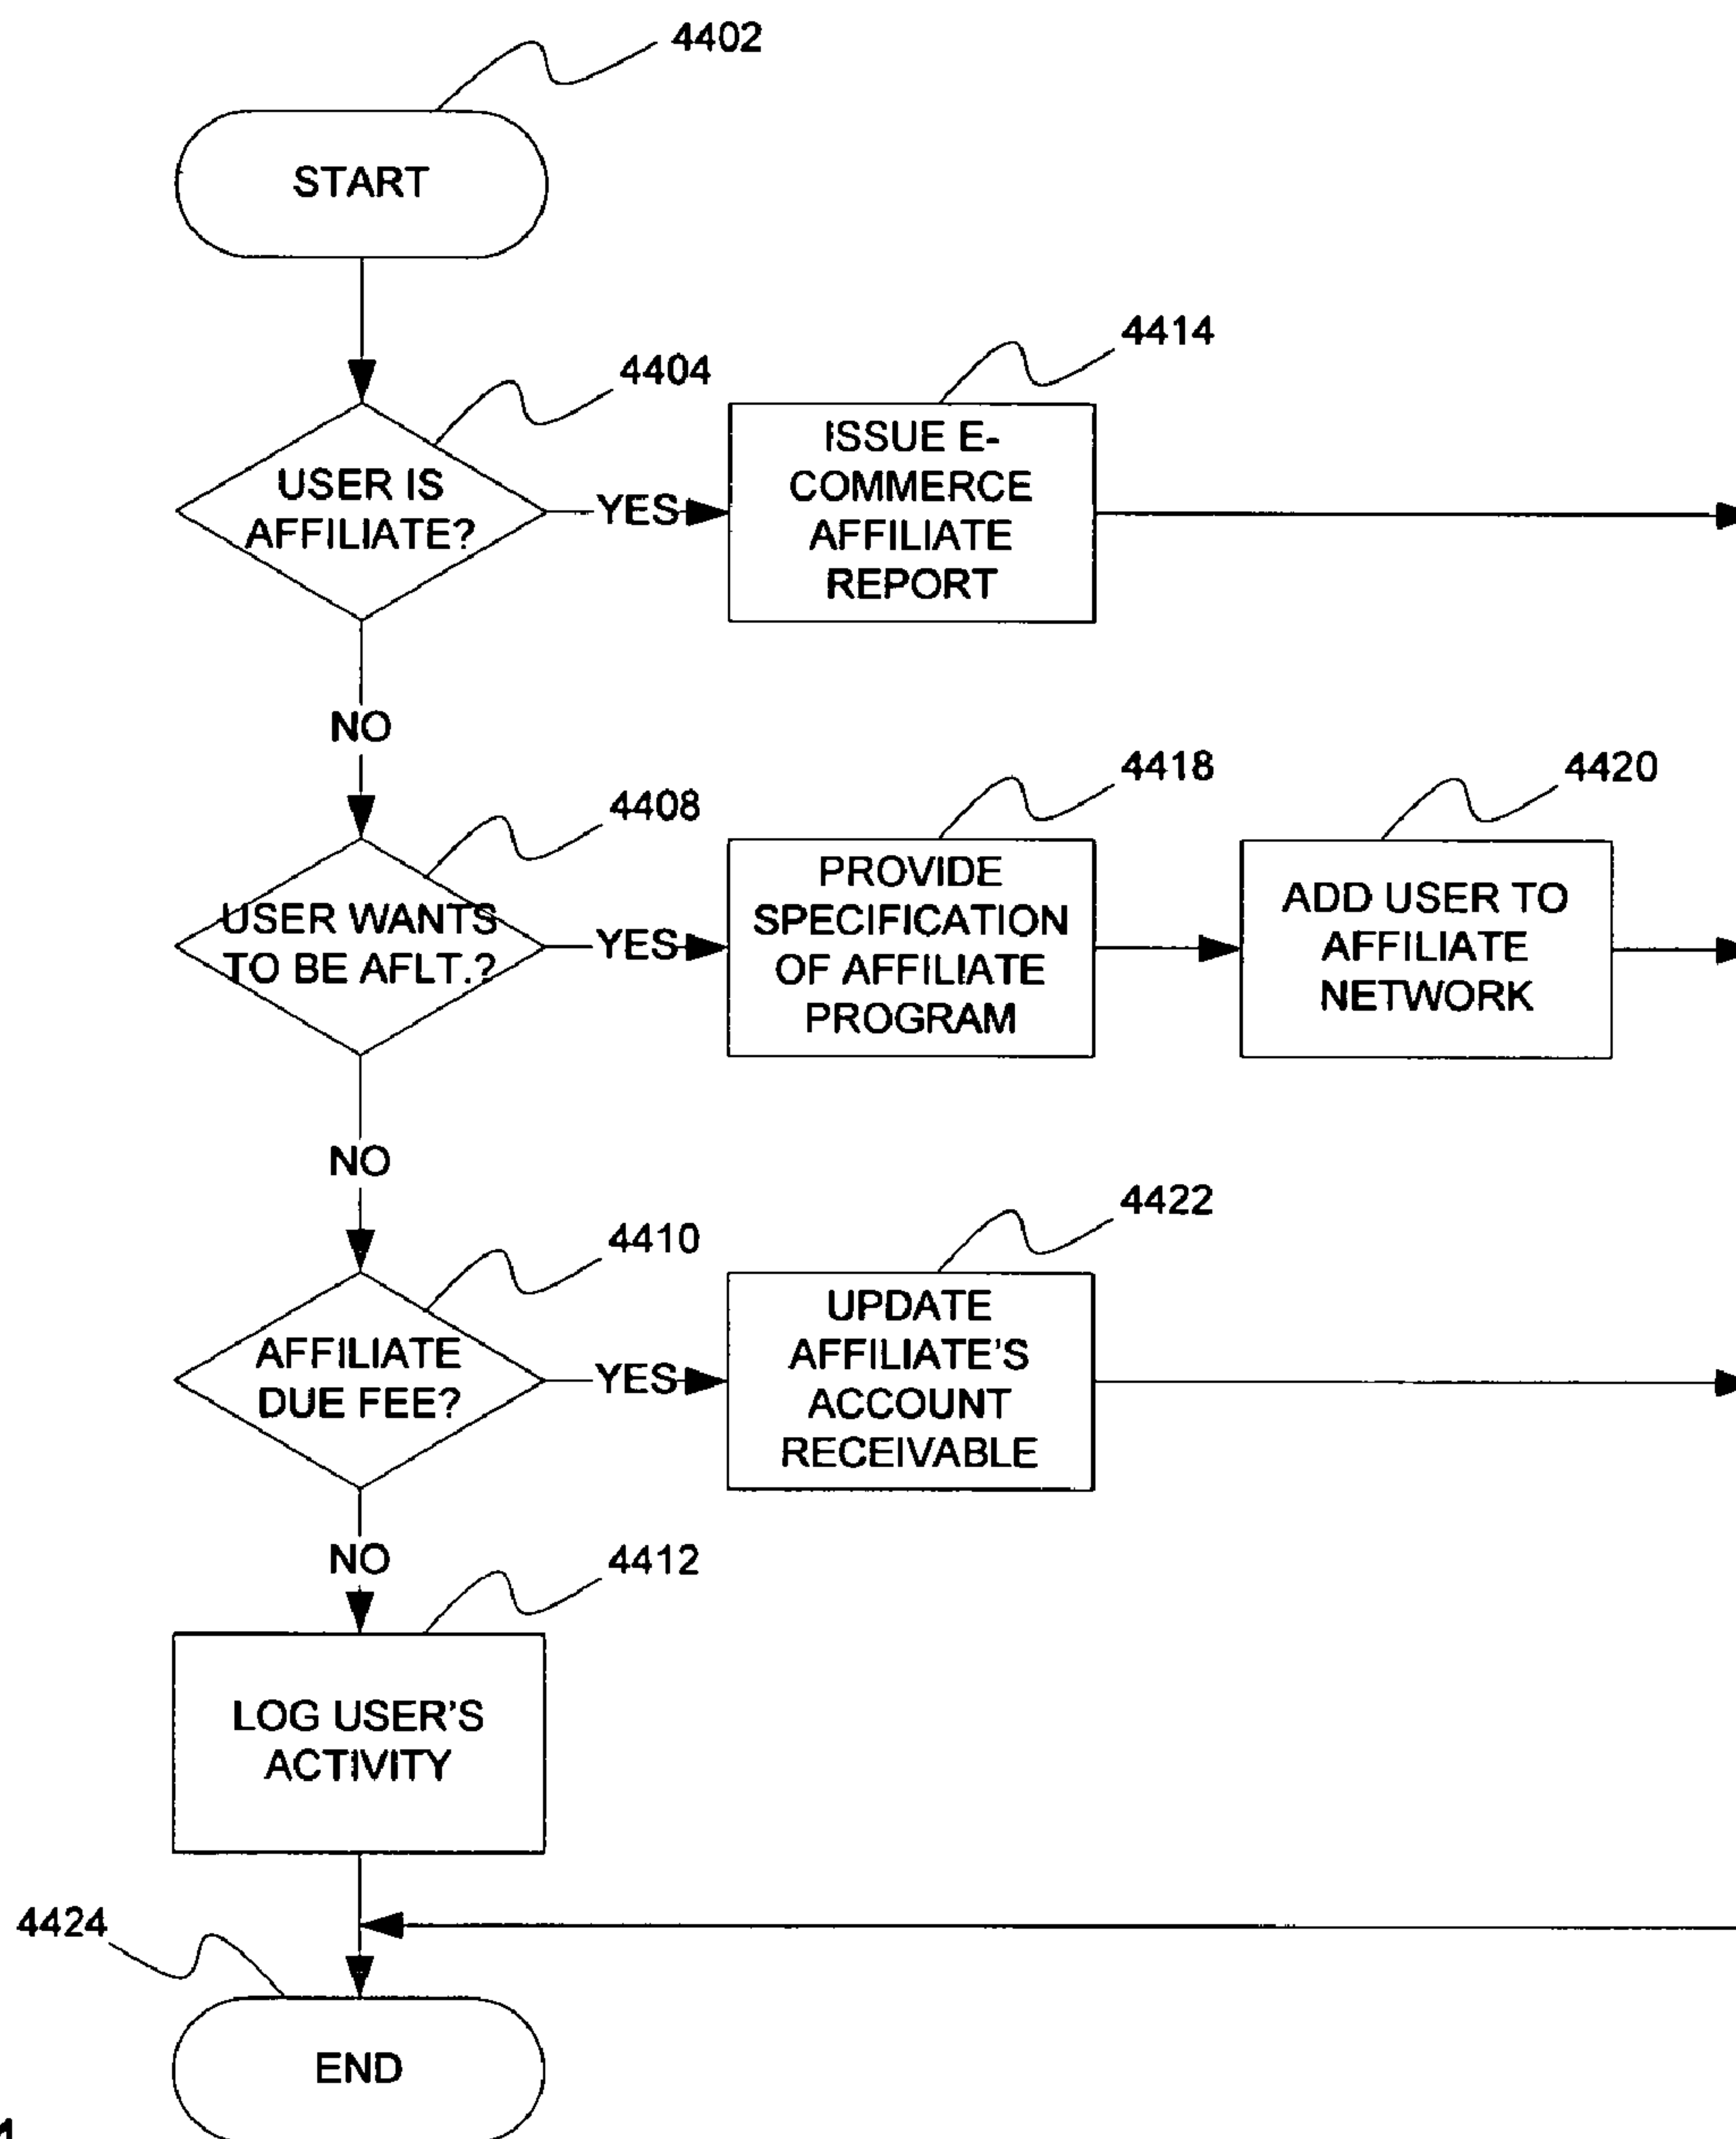 4402
START
4404
4414
USER IS
AFFILIATE?
YES
ISSUE E-
COMMERCE
AFFILIATE
REPORT
NO
4408
4418
4420
USER WANTS
TO BE AFLT.?
YES
PROVIDE
SPECIFICATION
OF AFFILIATE
PROGRAM
ADD USER TO
AFFILIATE
NETWORK
NO
4410
4422
AFFILIATE
DUE FEE?
YES
UPDATE
AFFILIATE'S
ACCOUNT
RECEIVABLE
NO
4412
LOG USER'S
ACTIVITY
4424
END